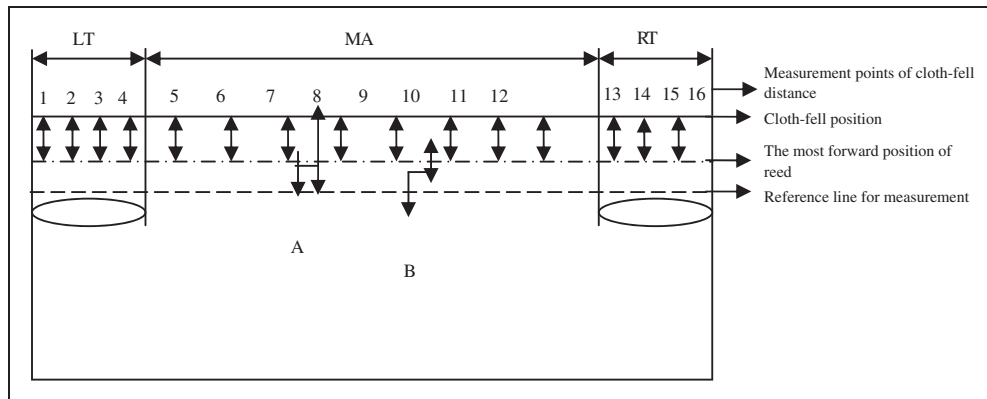 LT MA RT
1 2 3 4 5 6 7 8 9 10 11 12 13 14 15 16
Measurement points of cloth-fell
distance
Cloth-fell position
The most forward position of
reed
Reference line for measurement
A
B